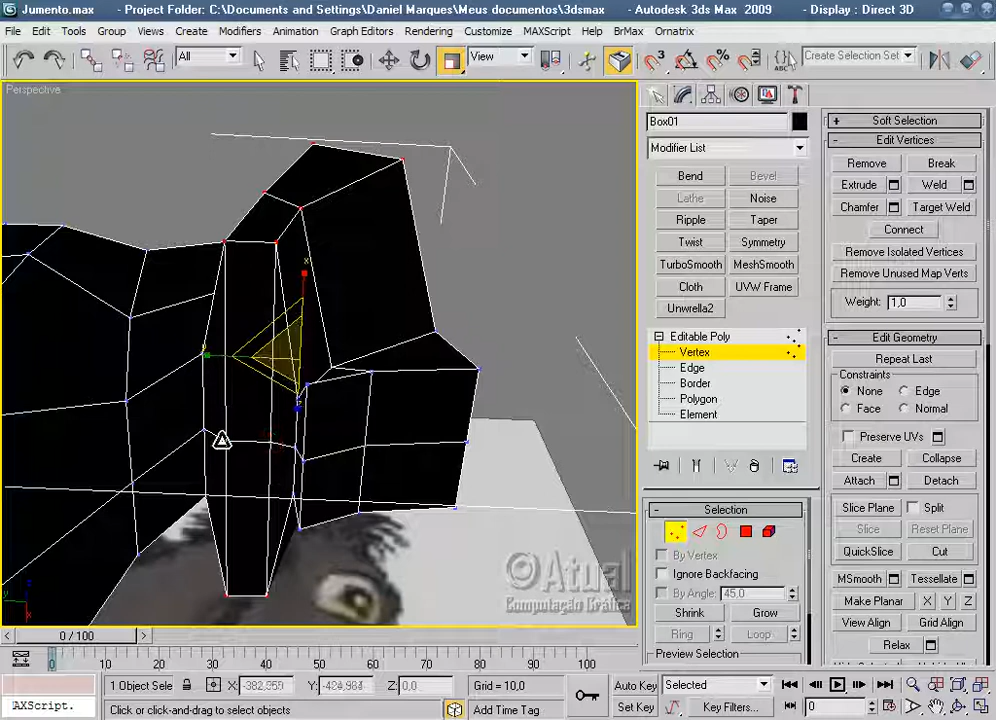 Jumento.max - Project Folder: C:\Documents and Settings\Daniel Marques\Meus documentos\3dsmax - Autodesk 3ds Max 2009 - Display : Direct 3D
File Edit Tools Group Views Create Modifiers Animation Graph Editors Rendering Customize MAXScript Help BrMax Ornatrix
All View Create Selection Set
Perspective
Box01
Modifier List
Bend Bevel
Lathe Noise
Ripple Taper
Twist Symmetry
TurboSmooth MeshSmooth
Cloth UVW Frame
Unwrella2
Editable Poly
Vertex
Edge
Border
Polygon
Element
Selection
By Vertex
Ignore Backfacing
By Angle: 45,0
Shrink Grow
Ring Loop
Preview Selection
Soft Selection
Edit Vertices
Remove Break
Extrude Weld
Chamfer Target Weld
Connect
Remove Isolated Vertices
Remove Unused Map Verts
Weight: 1,0
Edit Geometry
Repeat Last
Constraints
None Edge
Face Normal
Preserve UVs
Create Collapse
Attach Detach
Slice Plane Split
Slice Reset Plane
QuickSlice Cut
MSmooth Tessellate
Make Planar X Y Z
View Align Grid Align
Relax
x
z
©Atual
Computação Gráfica
0 / 100
0 10 20 30 40 50 60 70 80 90 100
1 Object Sele X: -382,559 Y: -424,964 Z: 0,0 Grid = 10,0
Auto Key Selected
AXScript. Click or click-and-drag to select objects Add Time Tag
Set Key Key Filters... 0